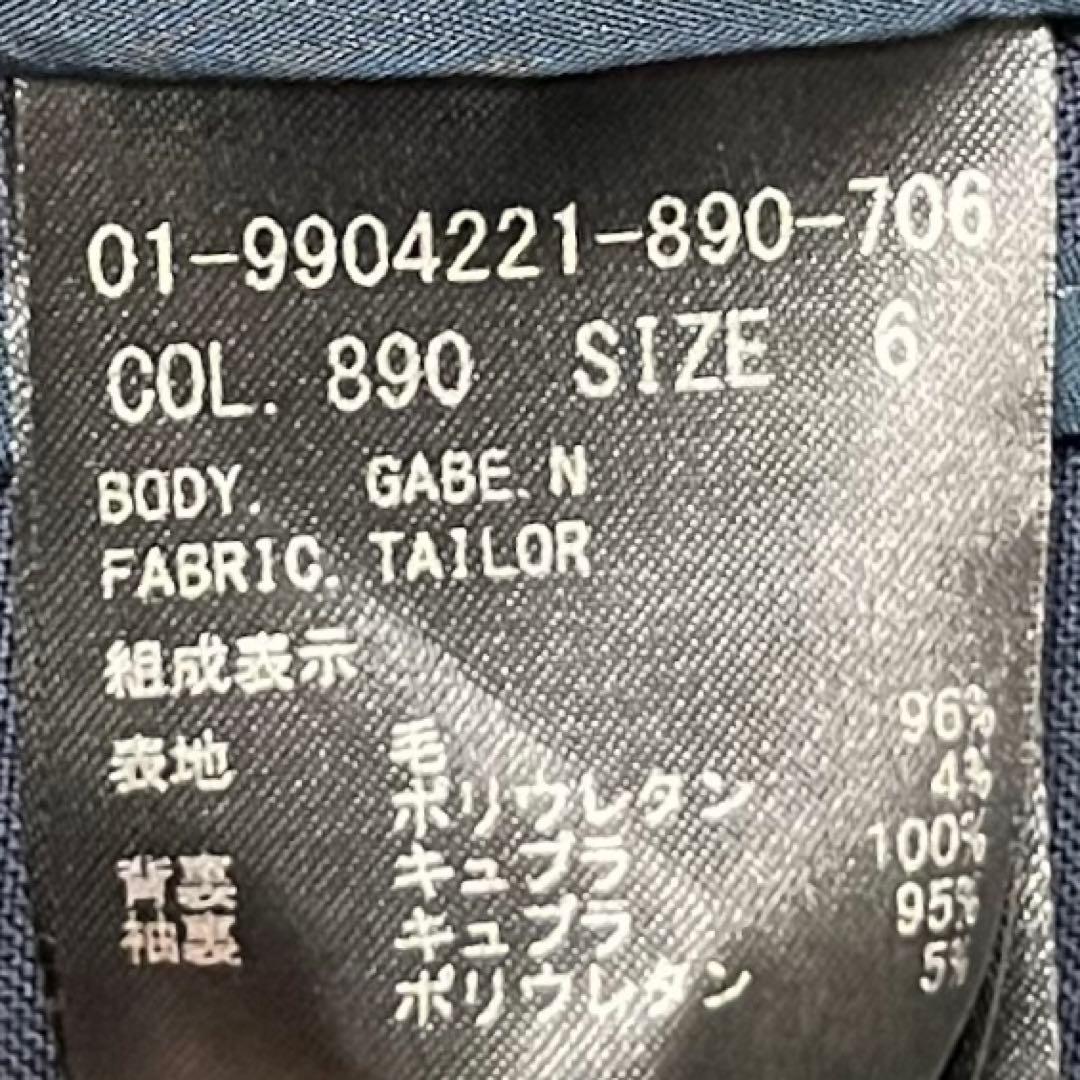 01-9904221-890-706
COL. 890 SIZE 6
BODY. GABE.N
FABRIC. TAILOR
組成表示
表地 毛 96%
ポリウレタン 4%
背裏 キュプラ 100%
袖裏 キュプラ 95%
ポリウレタン 5%